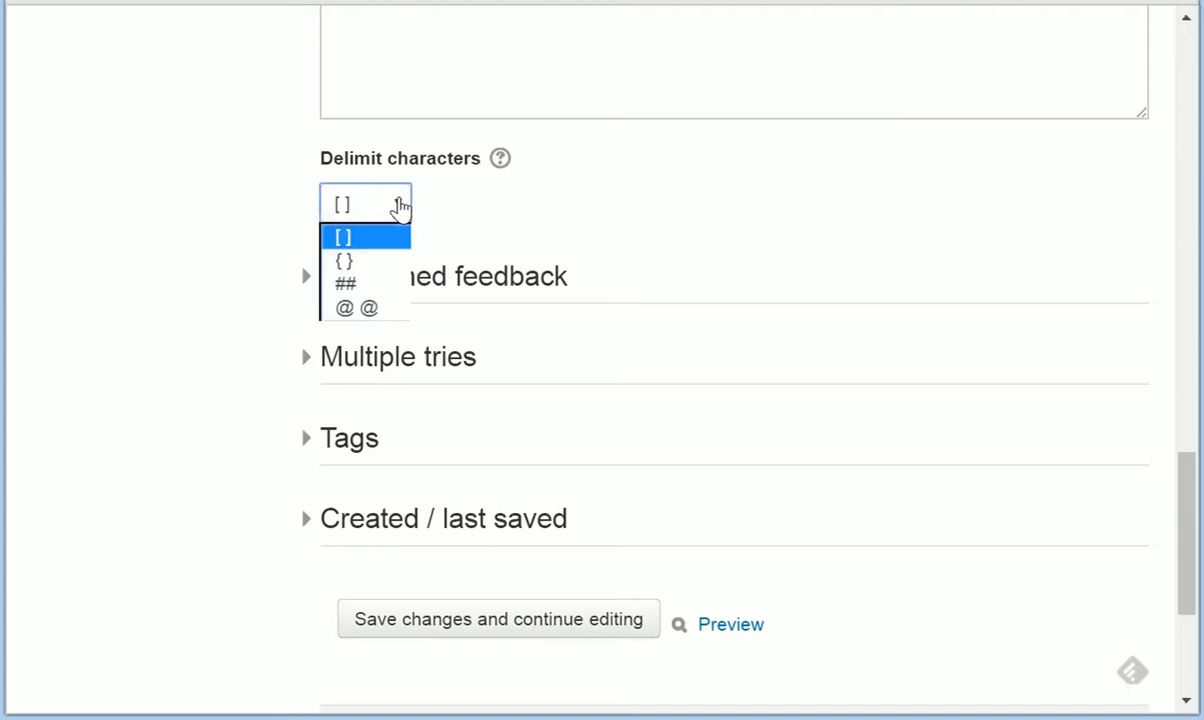 Delimit characters
[ ]
[ ]
{ }
##
@ @
ned feedback
Multiple tries
Tags
Created / last saved
Save changes and continue editing
Preview